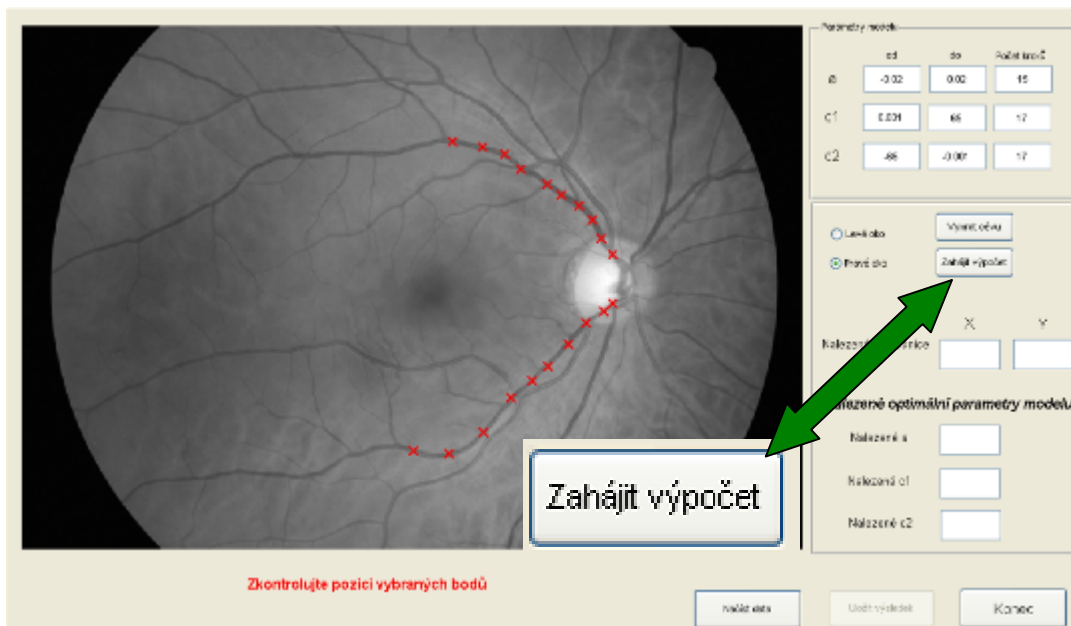 Parametry modelu
od do Počet kroků
a -0.02 0.02 15
c1 0.001 65 17
c2 -65 -0.001 17
Levé oko
Vybrat cévu
Pravé oko
Zahájit výpočet
X Y
Nalezené
optimální parametry modelu
Nalezené a
Zahájit výpočet
Nalezené c1
Nalezené c2
Zkontrolujte pozici vybraných bodů
Načíst data
Uložit výsledek
Konec